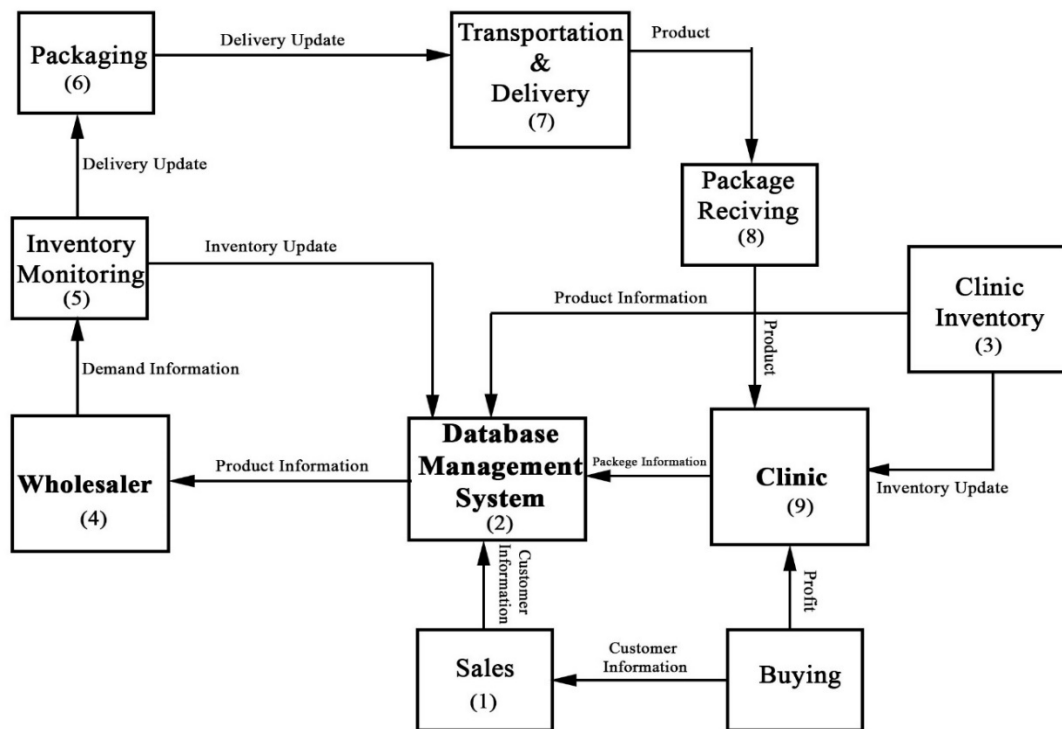 Packaging
(6)
Delivery Update
Transportation
&
Delivery
(7)
Product
Delivery Update
Package
Reciving
(8)
Inventory
Monitoring
(5)
Inventory Update
Product Information
Clinic
Inventory
(3)
Product
Demand Information
Wholesaler
(4)
Product Information
Database
Management
System
(2)
Packege Information
Clinic
(9)
Inventory Update
Customer
Information
Profit
Sales
(1)
Customer
Information
Buying